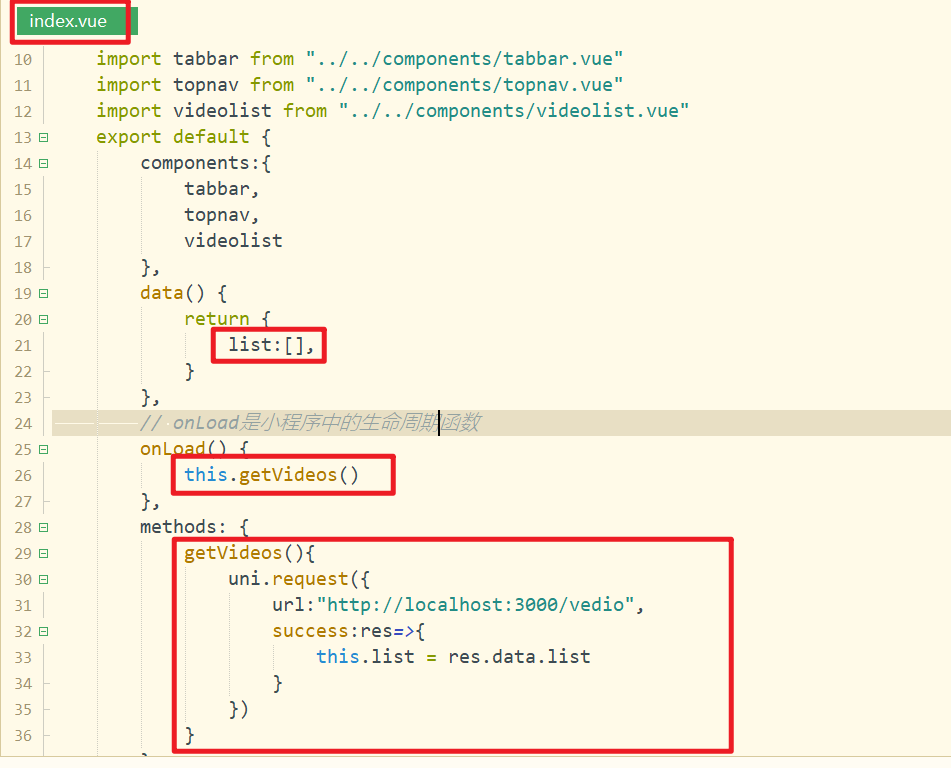 index.vue
10 import tabbar from "../../components/tabbar.vue"
11 import topnav from "../../components/topnav.vue"
12 import videolist from "../../components/videolist.vue"
13 export default {
14 components:{
15 tabbar,
16 topnav,
17 videolist
18 },
19 data() {
20 return {
21 list:[],
22 }
23 },
24 // onLoad是小程序中的生命周期函数
25 onLoad() {
26 this.getVideos()
27 },
28 methods: {
29 getVideos(){
30 uni.request({
31 url:"http://localhost:3000/vedio",
32 success:res=>{
33 this.list = res.data.list
34 }
35 })
36 }